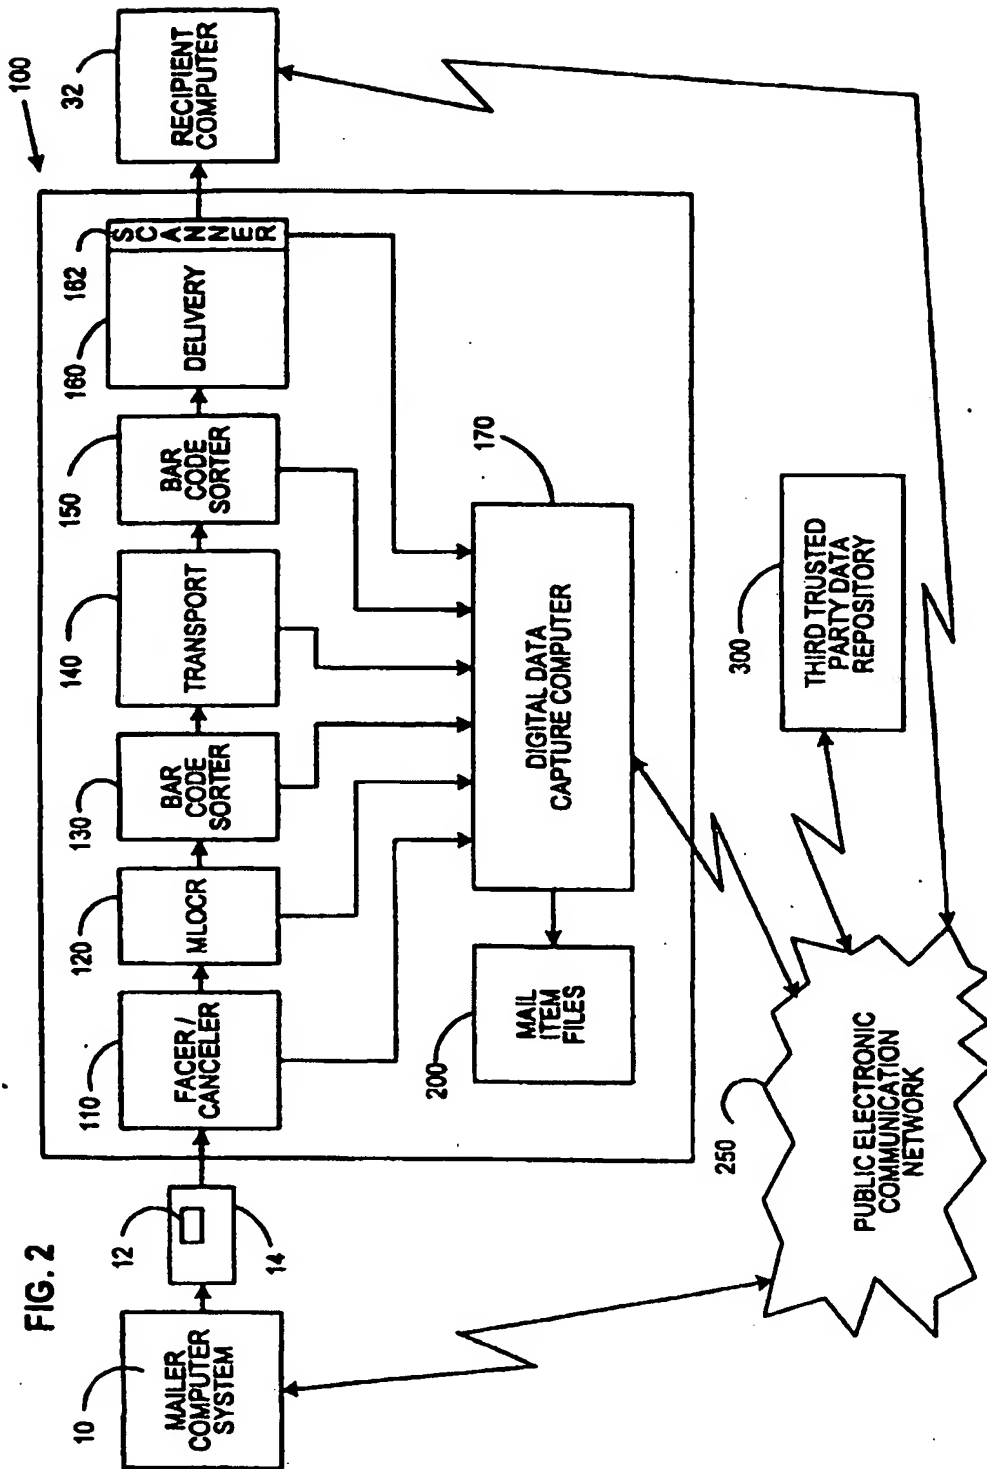 FIG. 2
100
10
MAILER
COMPUTER
SYSTEM
12
14
110
FACER/
CANCELER
120
MLOCR
130
BAR
CODE
SORTER
140
TRANSPORT
150
BAR
CODE
SORTER
160
DELIVERY
162
SCANNER
32
RECIPIENT
COMPUTER
170
DIGITAL DATA
CAPTURE COMPUTER
200
MAIL
ITEM
FILES
250
PUBLIC ELECTRONIC
COMMUNICATION
NETWORK
300
THIRD TRUSTED
PARTY DATA
REPOSITORY